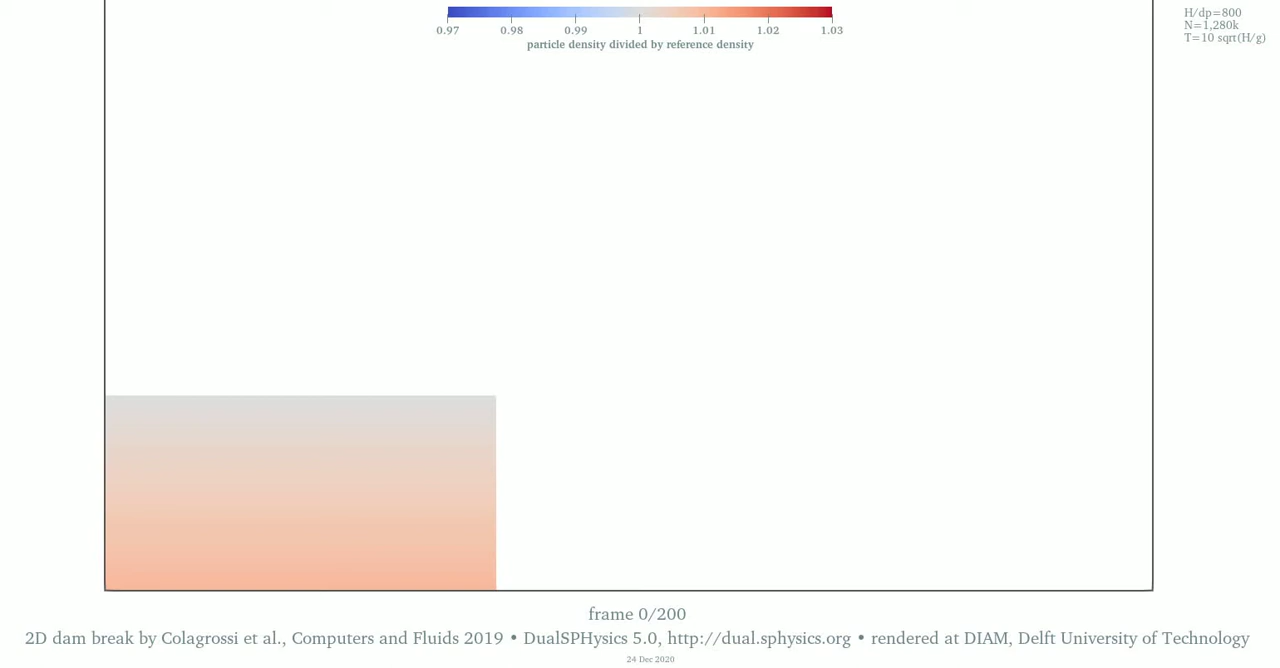 0.97 0.98 0.99 1 1.01 1.02 1.03
particle density divided by reference density
H/dp=800
N=1,280k
T=10 sqrt(H/g)
frame 0/200
2D dam break by Colagrossi et al., Computers and Fluids 2019 • DualSPHysics 5.0, http://dual.sphysics.org • rendered at DIAM, Delft University of Technology
24 Dec 2020